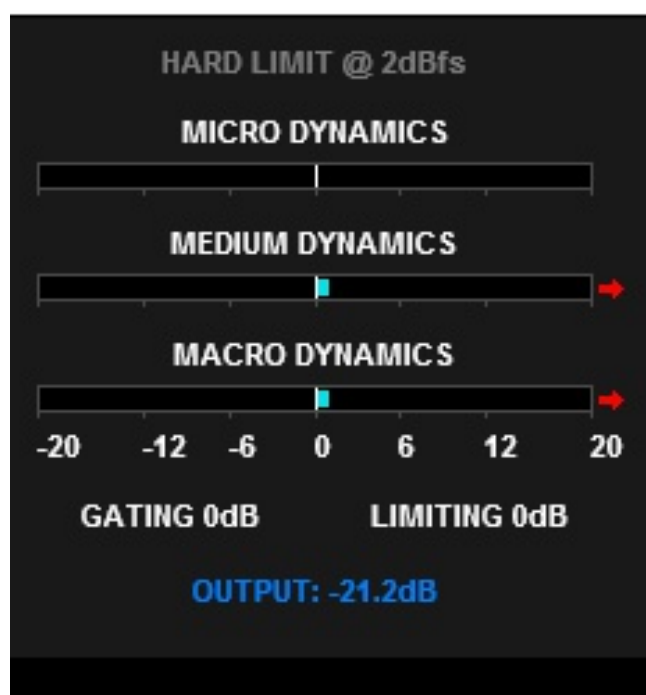 HARD LIMIT @ 2dBfs
MICRO DYNAMICS
MEDIUM DYNAMICS
MACRO DYNAMICS
-20 -12 -6 0 6 12 20
GATING 0dB LIMITING 0dB
OUTPUT: -21.2dB